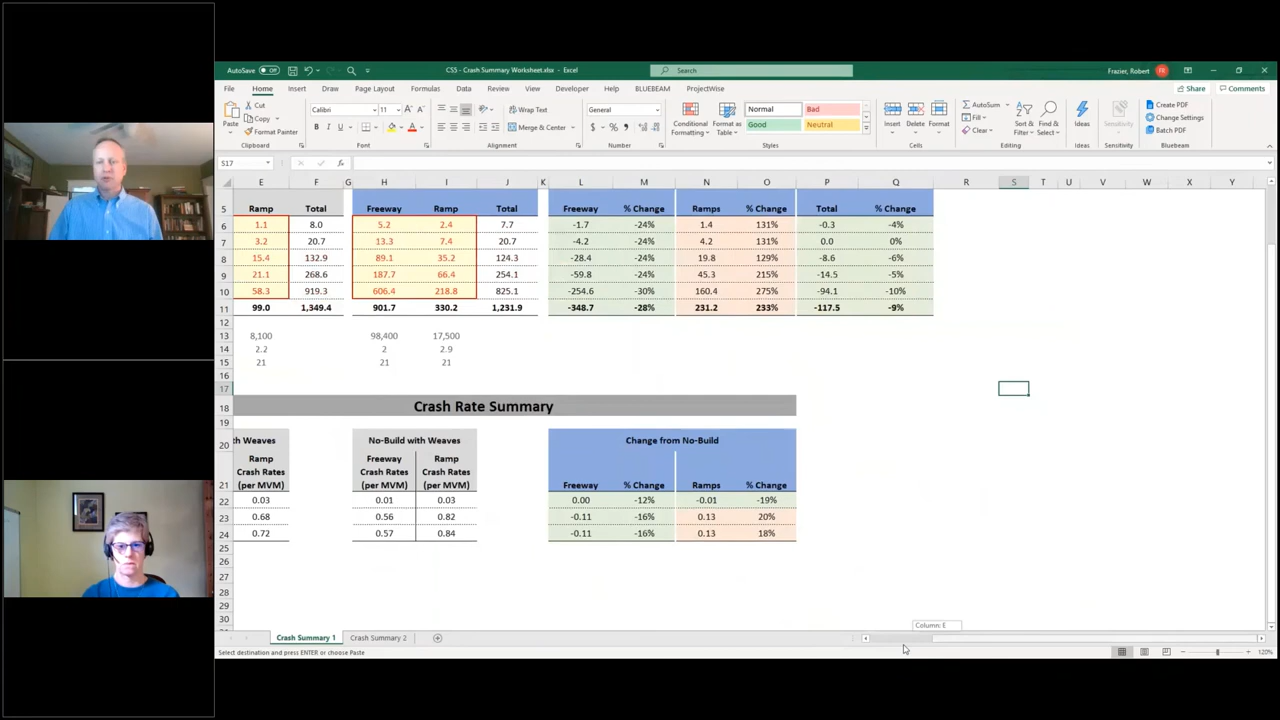 AutoSave Off CS5 - Crash Summary Worksheet.xlsx - Excel Search Frazier, Robert FR
File Home Insert Draw Page Layout Formulas Data Review View Developer Help BLUEBEAM ProjectWise Share Comments
Paste Cut Copy Format Painter Clipboard
Calibri 11 B I U A Font
Wrap Text Merge & Center Alignment
General $ % Number
Conditional Formatting Format as Table Normal Bad Good Neutral Styles
Insert Delete Format Cells
AutoSum Fill Clear Sort & Filter Find & Select Editing
Ideas Ideas Sensitivity Sensitivity
Create PDF Change Settings Batch PDF Bluebeam
S17 fx
E F G H I J K L M N O P Q R S T U V W X Y
5 Ramp Total Freeway Ramp Total Freeway % Change Ramps % Change Total % Change
6 1.1 8.0 5.2 2.4 7.7 -1.7 -24% 1.4 131% -0.3 -4%
7 3.2 20.7 13.3 7.4 20.7 -4.2 -24% 4.2 131% 0.0 0%
8 15.4 132.9 89.1 35.2 124.3 -28.4 -24% 19.8 129% -8.6 -6%
9 21.1 268.6 187.7 66.4 254.1 -59.8 -24% 45.3 215% -14.5 -5%
10 58.3 919.3 606.4 218.8 825.1 -254.6 -30% 160.4 275% -94.1 -10%
11 99.0 1,349.4 901.7 330.2 1,231.9 -348.7 -28% 231.2 233% -117.5 -9%
12
13 8,100 98,400 17,500
14 2.2 2 2.9
15 21 21 21
16
17
18 Crash Rate Summary
19
20 th Weaves No-Build with Weaves Change from No-Build
Ramp Freeway Ramp
Crash Rates Crash Rates Crash Rates
21 (per MVM) (per MVM) (per MVM) Freeway % Change Ramps % Change
22 0.03 0.01 0.03 0.00 -12% -0.01 -19%
23 0.68 0.56 0.82 -0.11 -16% 0.13 20%
24 0.72 0.57 0.84 -0.11 -16% 0.13 18%
25
26
27
28
29
30
Column: E
Crash Summary 1 Crash Summary 2
Select destination and press ENTER or choose Paste 120%